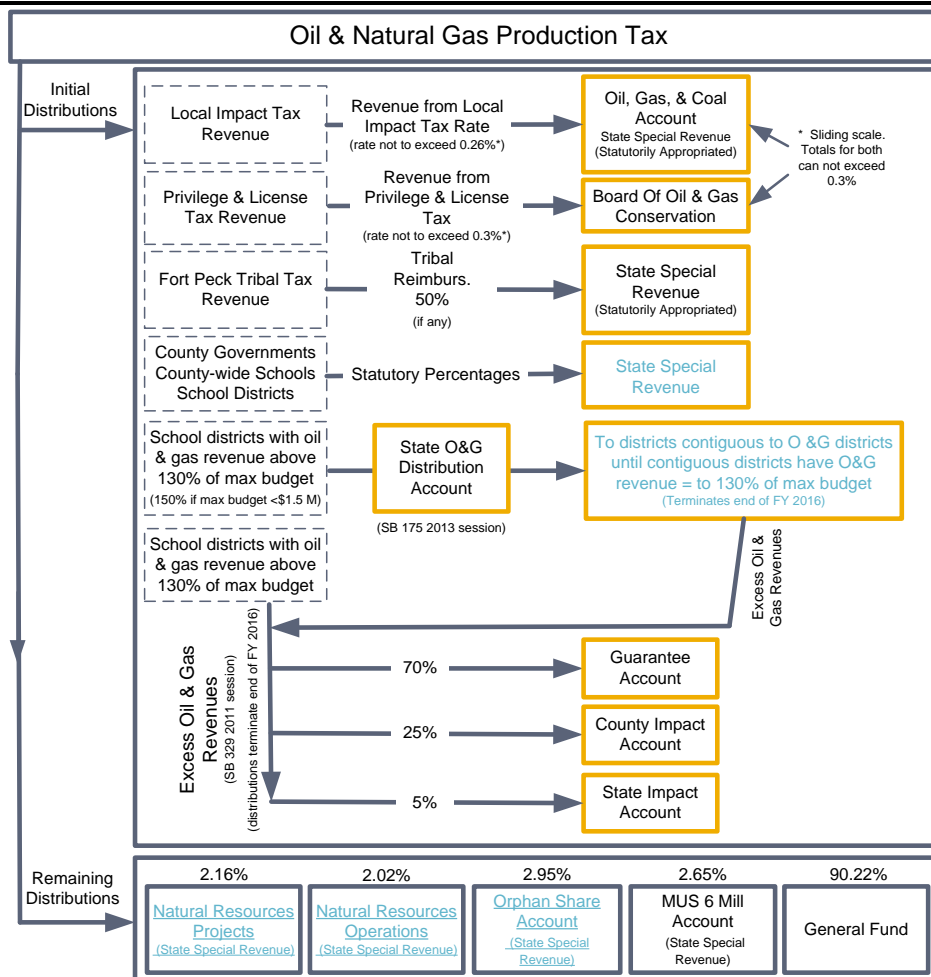 Oil & Natural Gas Production Tax
Initial
Distributions
Local Impact Tax
Revenue
Revenue from Local
Impact Tax Rate
(rate not to exceed 0.26%*)
Oil, Gas, & Coal
Account
State Special Revenue
(Statutorily Appropriated)
* Sliding scale.
Totals for both
can not exceed
0.3%
Privilege & License
Tax Revenue
Revenue from
Privilege & License
Tax
(rate not to exceed 0.3%*)
Board Of Oil & Gas
Conservation
Fort Peck Tribal Tax
Revenue
Tribal
Reimburs.
50%
(if any)
State Special
Revenue
(Statutorily Appropriated)
County Governments
County-wide Schools
School Districts
Statutory Percentages
State Special
Revenue
School districts with oil
& gas revenue above
130% of max budget
(150% if max budget <$1.5 M)
State O&G
Distribution
Account
(SB 175 2013 session)
To districts contiguous to O &G districts
until contiguous districts have O&G
revenue = to 130% of max budget
(Terminates end of FY 2016)
School districts with oil
& gas revenue above
130% of max budget
Excess Oil &
Gas Revenues
Excess Oil & Gas
Revenues
(SB 329 2011 session)
(distributions terminate end of FY 2016)
70%
Guarantee
Account
25%
County Impact
Account
5%
State Impact
Account
Remaining
Distributions
2.16%
Natural Resources
Projects
(State Special Revenue)
2.02%
Natural Resources
Operations
(State Special Revenue)
2.95%
Orphan Share
Account
(State Special
Revenue)
2.65%
MUS 6 Mill
Account
(State Special
Revenue)
90.22%
General Fund